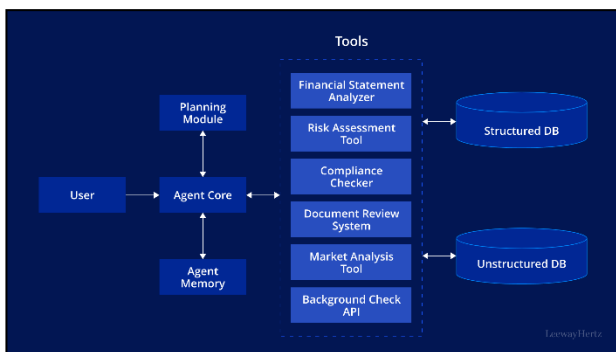 Tools
Financial Statement
Analyzer
Planning
Module
Risk Assessment
Tool
Structured DB
Compliance
Checker
User
Agent Core
Document Review
System
Agent
Memory
Market Analysis
Tool
Unstructured DB
Background Check
API
LeewayHertz